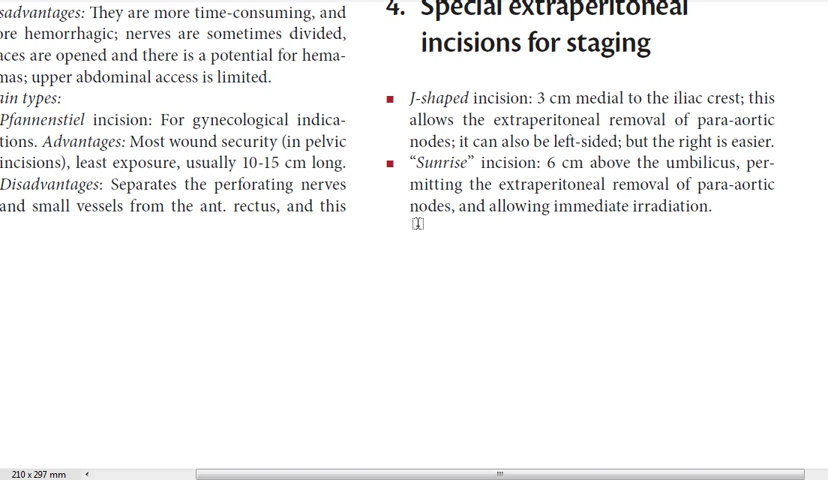 sadvantages: They are more time-consuming, and
ore hemorrhagic; nerves are sometimes divided,
aces are opened and there is a potential for hema-
mas; upper abdominal access is limited.
ain types:
Pfannenstiel incision: For gynecological indica-
tions. Advantages: Most wound security (in pelvic
incisions), least exposure, usually 10-15 cm long.
Disadvantages: Separates the perforating nerves
and small vessels from the ant. rectus, and this
4. Special extraperitoneal
incisions for staging
J-shaped incision: 3 cm medial to the iliac crest; this
allows the extraperitoneal removal of para-aortic
nodes; it can also be left-sided; but the right is easier.
“Sunrise” incision: 6 cm above the umbilicus, per-
mitting the extraperitoneal removal of para-aortic
nodes, and allowing immediate irradiation.
210 x 297 mm